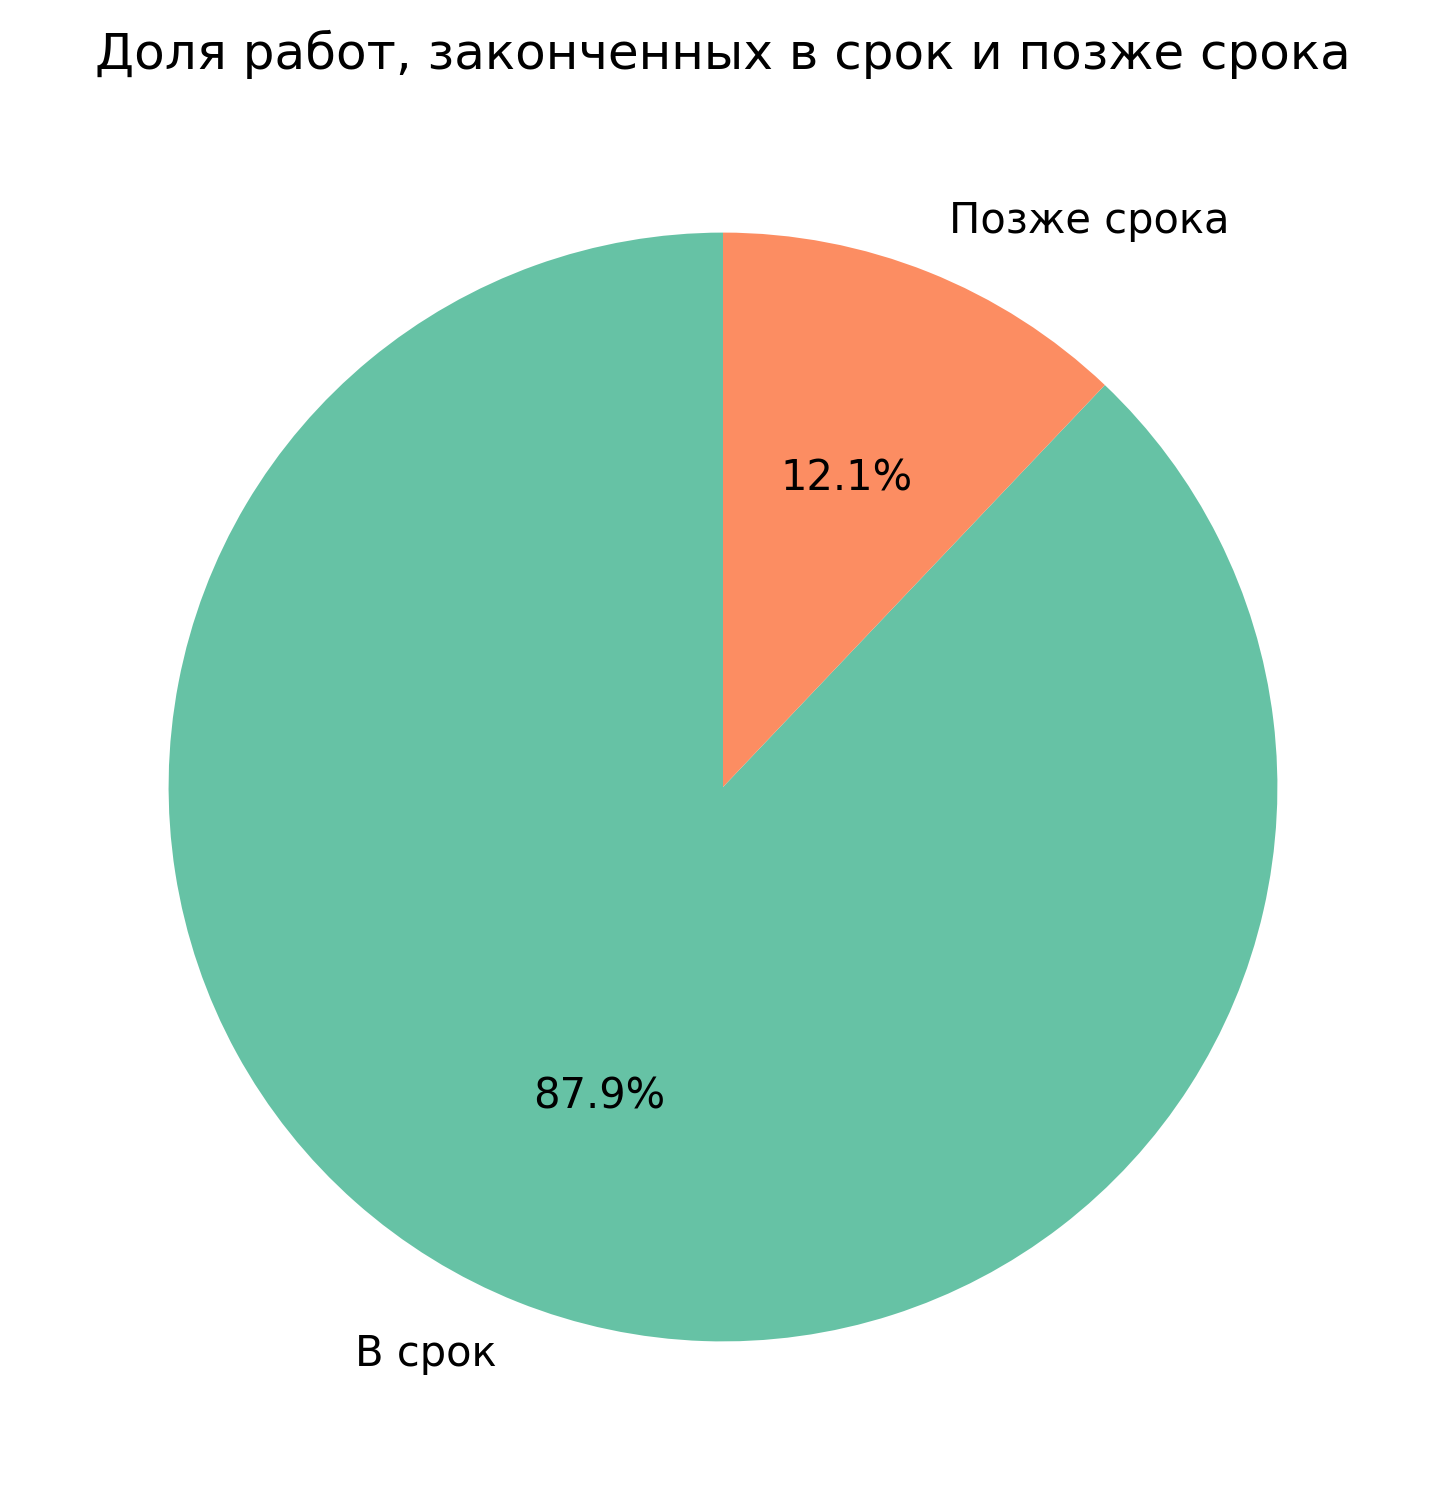 Доля работ, законченных в срок и позже срока
Позже срока
12.1%
87.9%
В срок